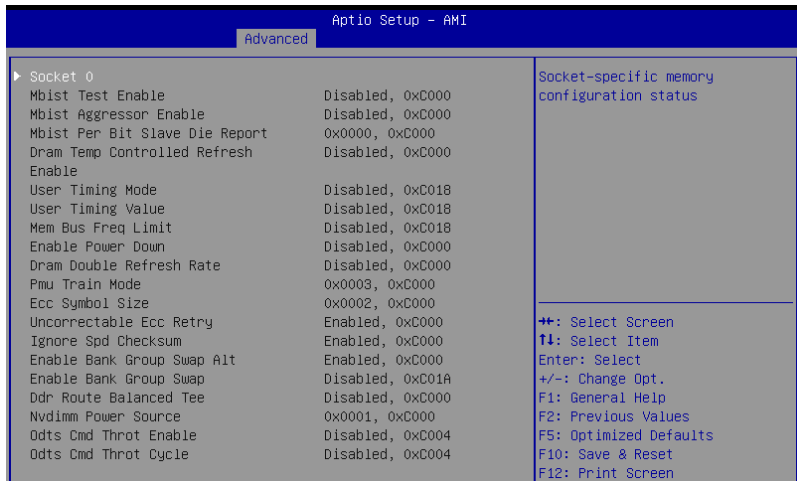 Aptio Setup – AMI
Advanced
Socket 0
Mbist Test Enable Disabled, 0xC000
Mbist Aggressor Enable Disabled, 0xC000
Mbist Per Bit Slave Die Report 0x0000, 0xC000
Dram Temp Controlled Refresh Disabled, 0xC000
Enable
User Timing Mode Disabled, 0xC018
User Timing Value Disabled, 0xC018
Mem Bus Freq Limit Disabled, 0xC018
Enable Power Down Disabled, 0xC000
Dram Double Refresh Rate Disabled, 0xC000
Pmu Train Mode 0x0003, 0xC000
Ecc Symbol Size 0x0002, 0xC000
Uncorrectable Ecc Retry Enabled, 0xC000
Ignore Spd Checksum Enabled, 0xC000
Enable Bank Group Swap Alt Enabled, 0xC000
Enable Bank Group Swap Disabled, 0xC01A
Ddr Route Balanced Tee Disabled, 0xC000
Nvdimm Power Source 0x0001, 0xC000
Odts Cmd Throt Enable Disabled, 0xC004
Odts Cmd Throt Cycle Disabled, 0xC004
Socket-specific memory
configuration status
→←: Select Screen
↑↓: Select Item
Enter: Select
+/-: Change Opt.
F1: General Help
F2: Previous Values
F5: Optimized Defaults
F10: Save & Reset
F12: Print Screen